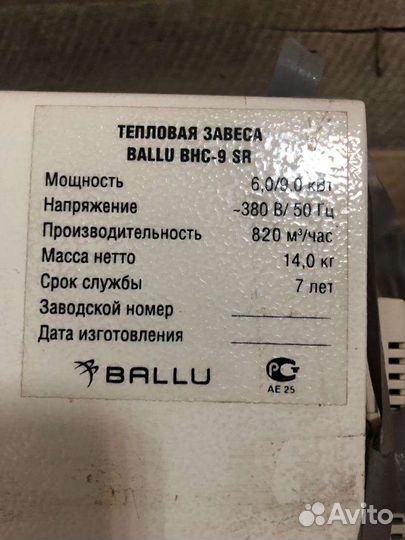 ТЕПЛОВАЯ ЗАВЕСА
BALLU BHC-9 SR
Мощность 6,0/9,0 кВт
Напряжение ~380 В/ 50 Гц
Производительность 820 м³/час
Масса нетто 14,0 кг
Срок службы 7 лет
Заводской номер
Дата изготовления
BALLU
АЕ 25
Avito